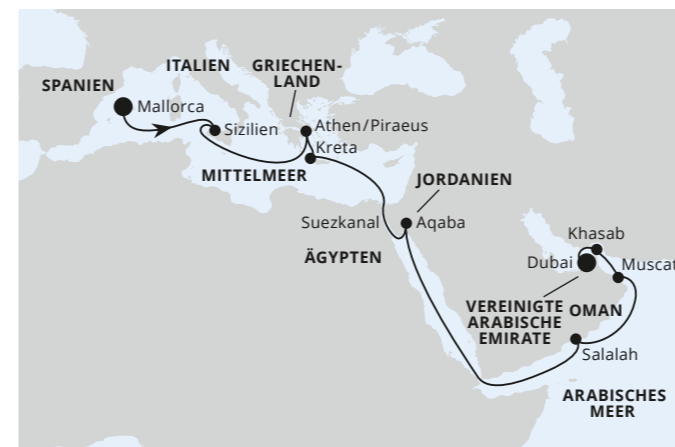 ITALIEN
GRIECHEN-
LAND
SPANIEN
Mallorca
Sizilien
Athen/Piraeus
Kreta
MITTELMEER
JORDANIEN
Suezkanal
Aqaba
ÄGYPTEN
Khasab
Dubai
Muscat
VEREINIGTE
ARABISCHE
EMIRATE
OMAN
Salalah
ARABISCHES
MEER